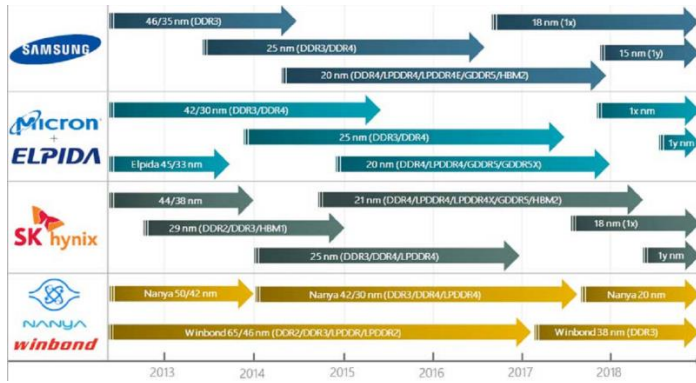 SAMSUNG
46/35 nm (DDR3)
18 nm (1x)
25 nm (DDR3/DDR4)
15 nm (1y)
20 nm (DDR4/LPDDR4/LPDDR4E/GDDR5/HBM2)
Micron
+
ELPIDA
42/30 nm (DDR3/DDR4)
1x nm
25 nm (DDR3/DDR4)
1y nm
Elpida 45/33 nm
20 nm (DDR4/LPDDR4/GDDR5/GDDR5X)
SK hynix
44/38 nm
21 nm (DDR4/LPDDR4/LPDDR4X/GDDR5/HBM2)
29 nm (DDR2/DDR3/HBM1)
18 nm (1x)
25 nm (DDR3/DDR4/LPDDR4)
1y nm
NANYA
winbond
Nanya 50/42 nm
Nanya 42/30 nm (DDR3/DDR4/LPDDR4)
Nanya 20 nm
Winbond 65/46 nm (DDR2/DDR3/LPDDR/LPDDR2)
Winbond 38 nm (DDR3)
2013 2014 2015 2016 2017 2018